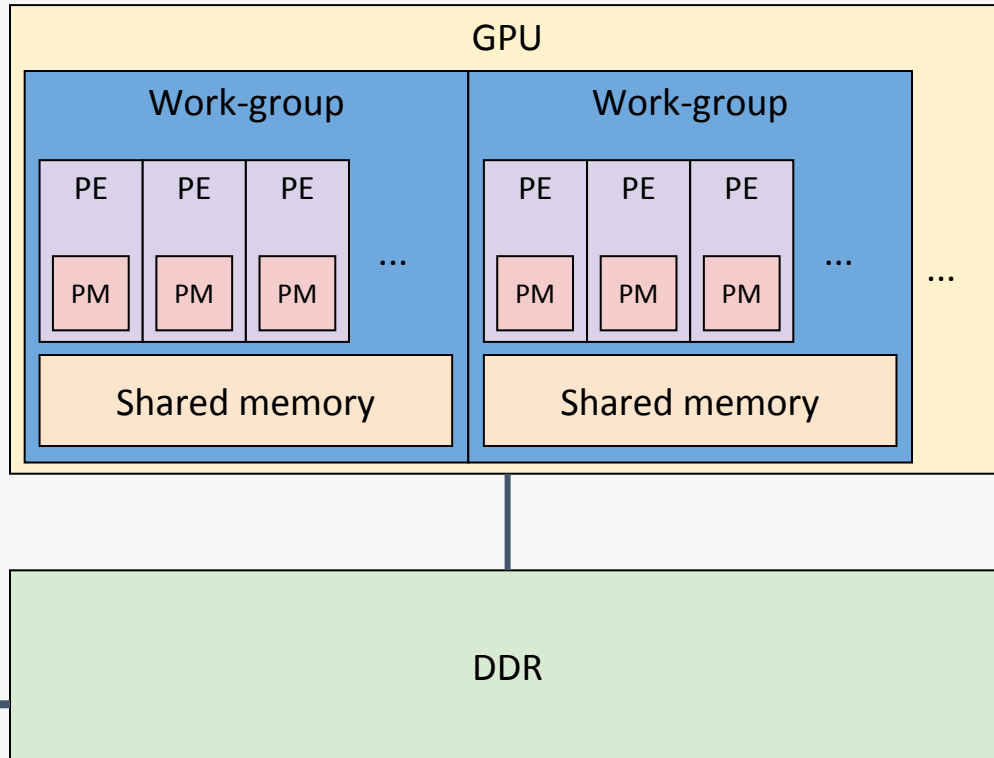 GPU
Work-group
Work-group
PE PE PE
...
PM PM PM
Shared memory
PE PE PE
...
PM PM PM
Shared memory
...
DDR